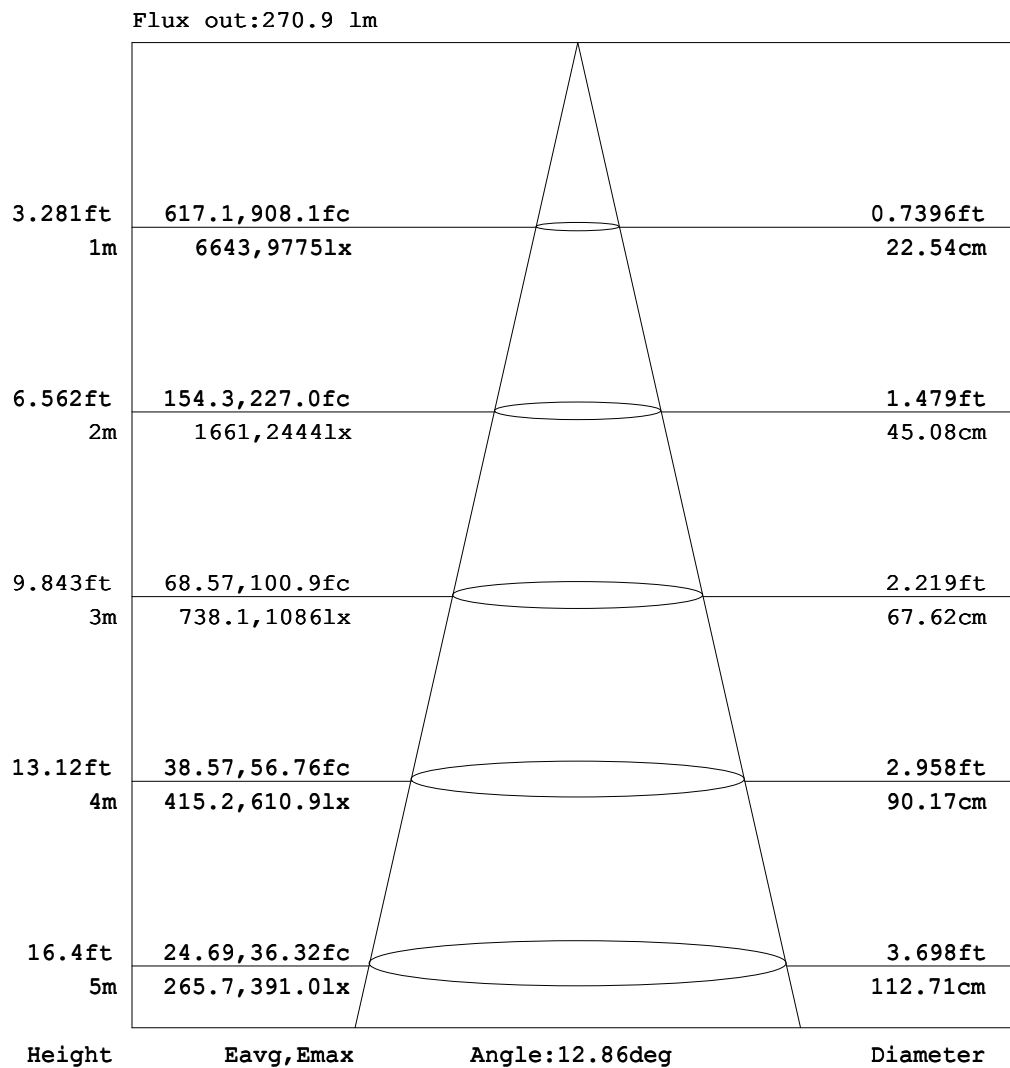 Flux out:270.9 lm
3.281ft 617.1,908.1fc 0.7396ft
1m 6643,9775lx 22.54cm
6.562ft 154.3,227.0fc 1.479ft
2m 1661,2444lx 45.08cm
9.843ft 68.57,100.9fc 2.219ft
3m 738.1,1086lx 67.62cm
13.12ft 38.57,56.76fc 2.958ft
4m 415.2,610.9lx 90.17cm
16.4ft 24.69,36.32fc 3.698ft
5m 265.7,391.0lx 112.71cm
Height Eavg,Emax Angle:12.86deg Diameter